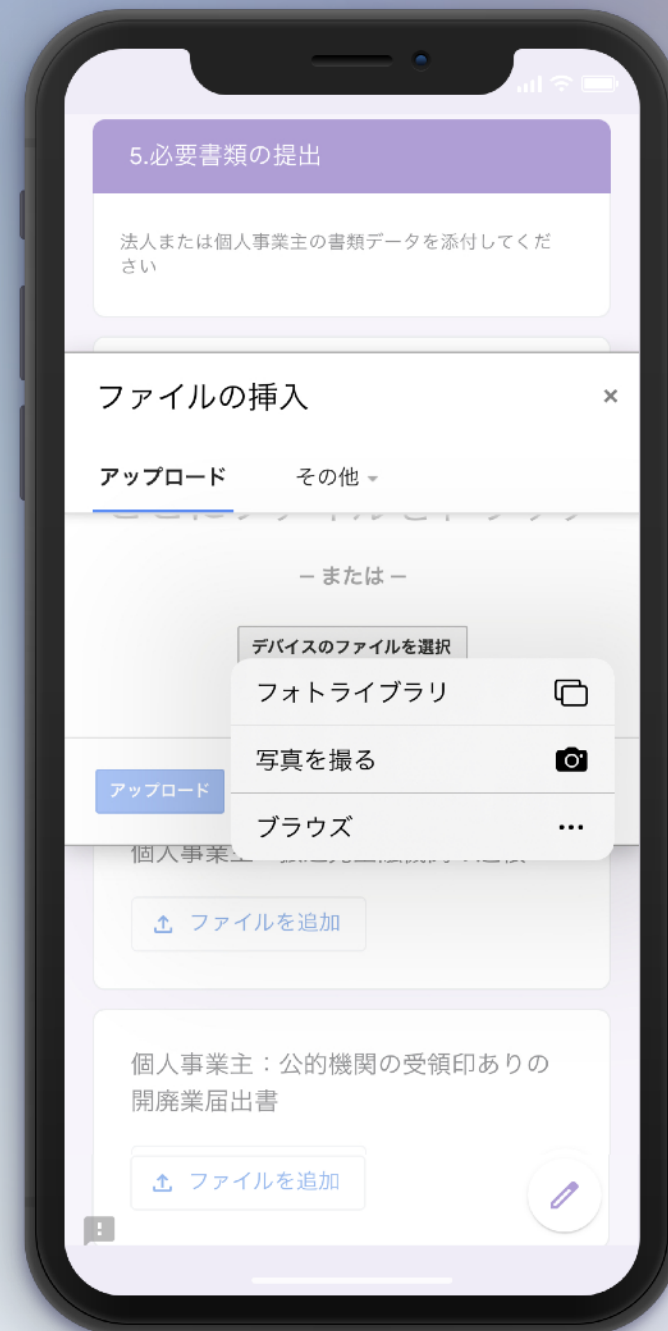 5.必要書類の提出
法人または個人事業主の書類データを添付してくだ
さい
ファイルの挿入
×
アップロード
その他
– または –
デバイスのファイルを選択
フォトライブラリ
写真を撮る
アップロード
ブラウズ
個人事業主
ファイルを追加
個人事業主：公的機関の受領印ありの
開廃業届出書
ファイルを追加